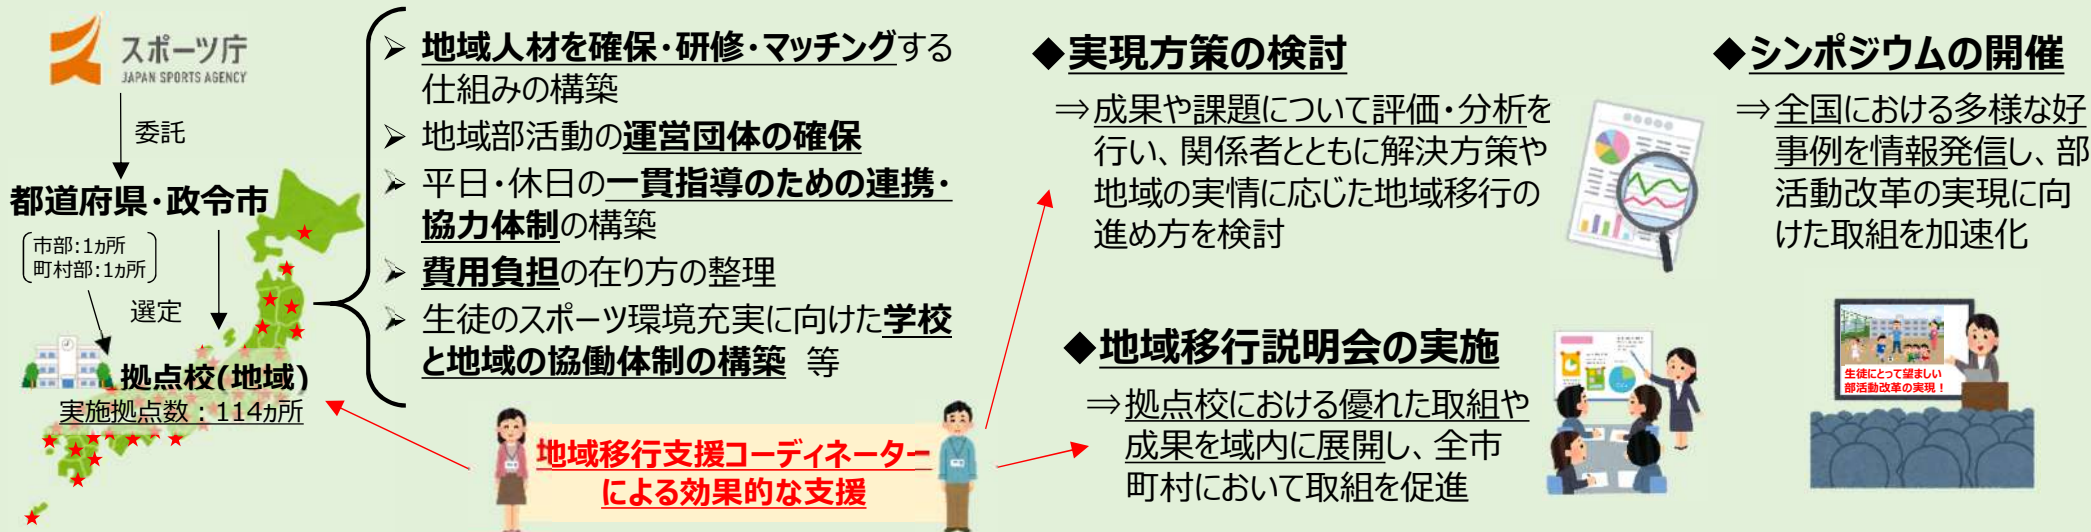 スポーツ庁
JAPAN SPORTS AGENCY
委託
都道府県・政令市
市部:1ヵ所
町村部:1ヵ所
選定
拠点校(地域)
実施拠点数：114ヵ所
➢ 地域人材を確保・研修・マッチングする
仕組みの構築
➢ 地域部活動の運営団体の確保
➢ 平日・休日の一貫指導のための連携・
協力体制の構築
➢ 費用負担の在り方の整理
➢ 生徒のスポーツ環境充実に向けた学校
と地域の協働体制の構築　等
地域移行支援コーディネーター
による効果的な支援
◆実現方策の検討
⇒成果や課題について評価・分析を
行い、関係者とともに解決方策や
地域の実情に応じた地域移行の
進め方を検討
◆地域移行説明会の実施
⇒拠点校における優れた取組や
成果を域内に展開し、全市
町村において取組を促進
◆シンポジウムの開催
⇒全国における多様な好
事例を情報発信し、部
活動改革の実現に向
けた取組を加速化
生徒にとって望ましい
部活動改革の実現！